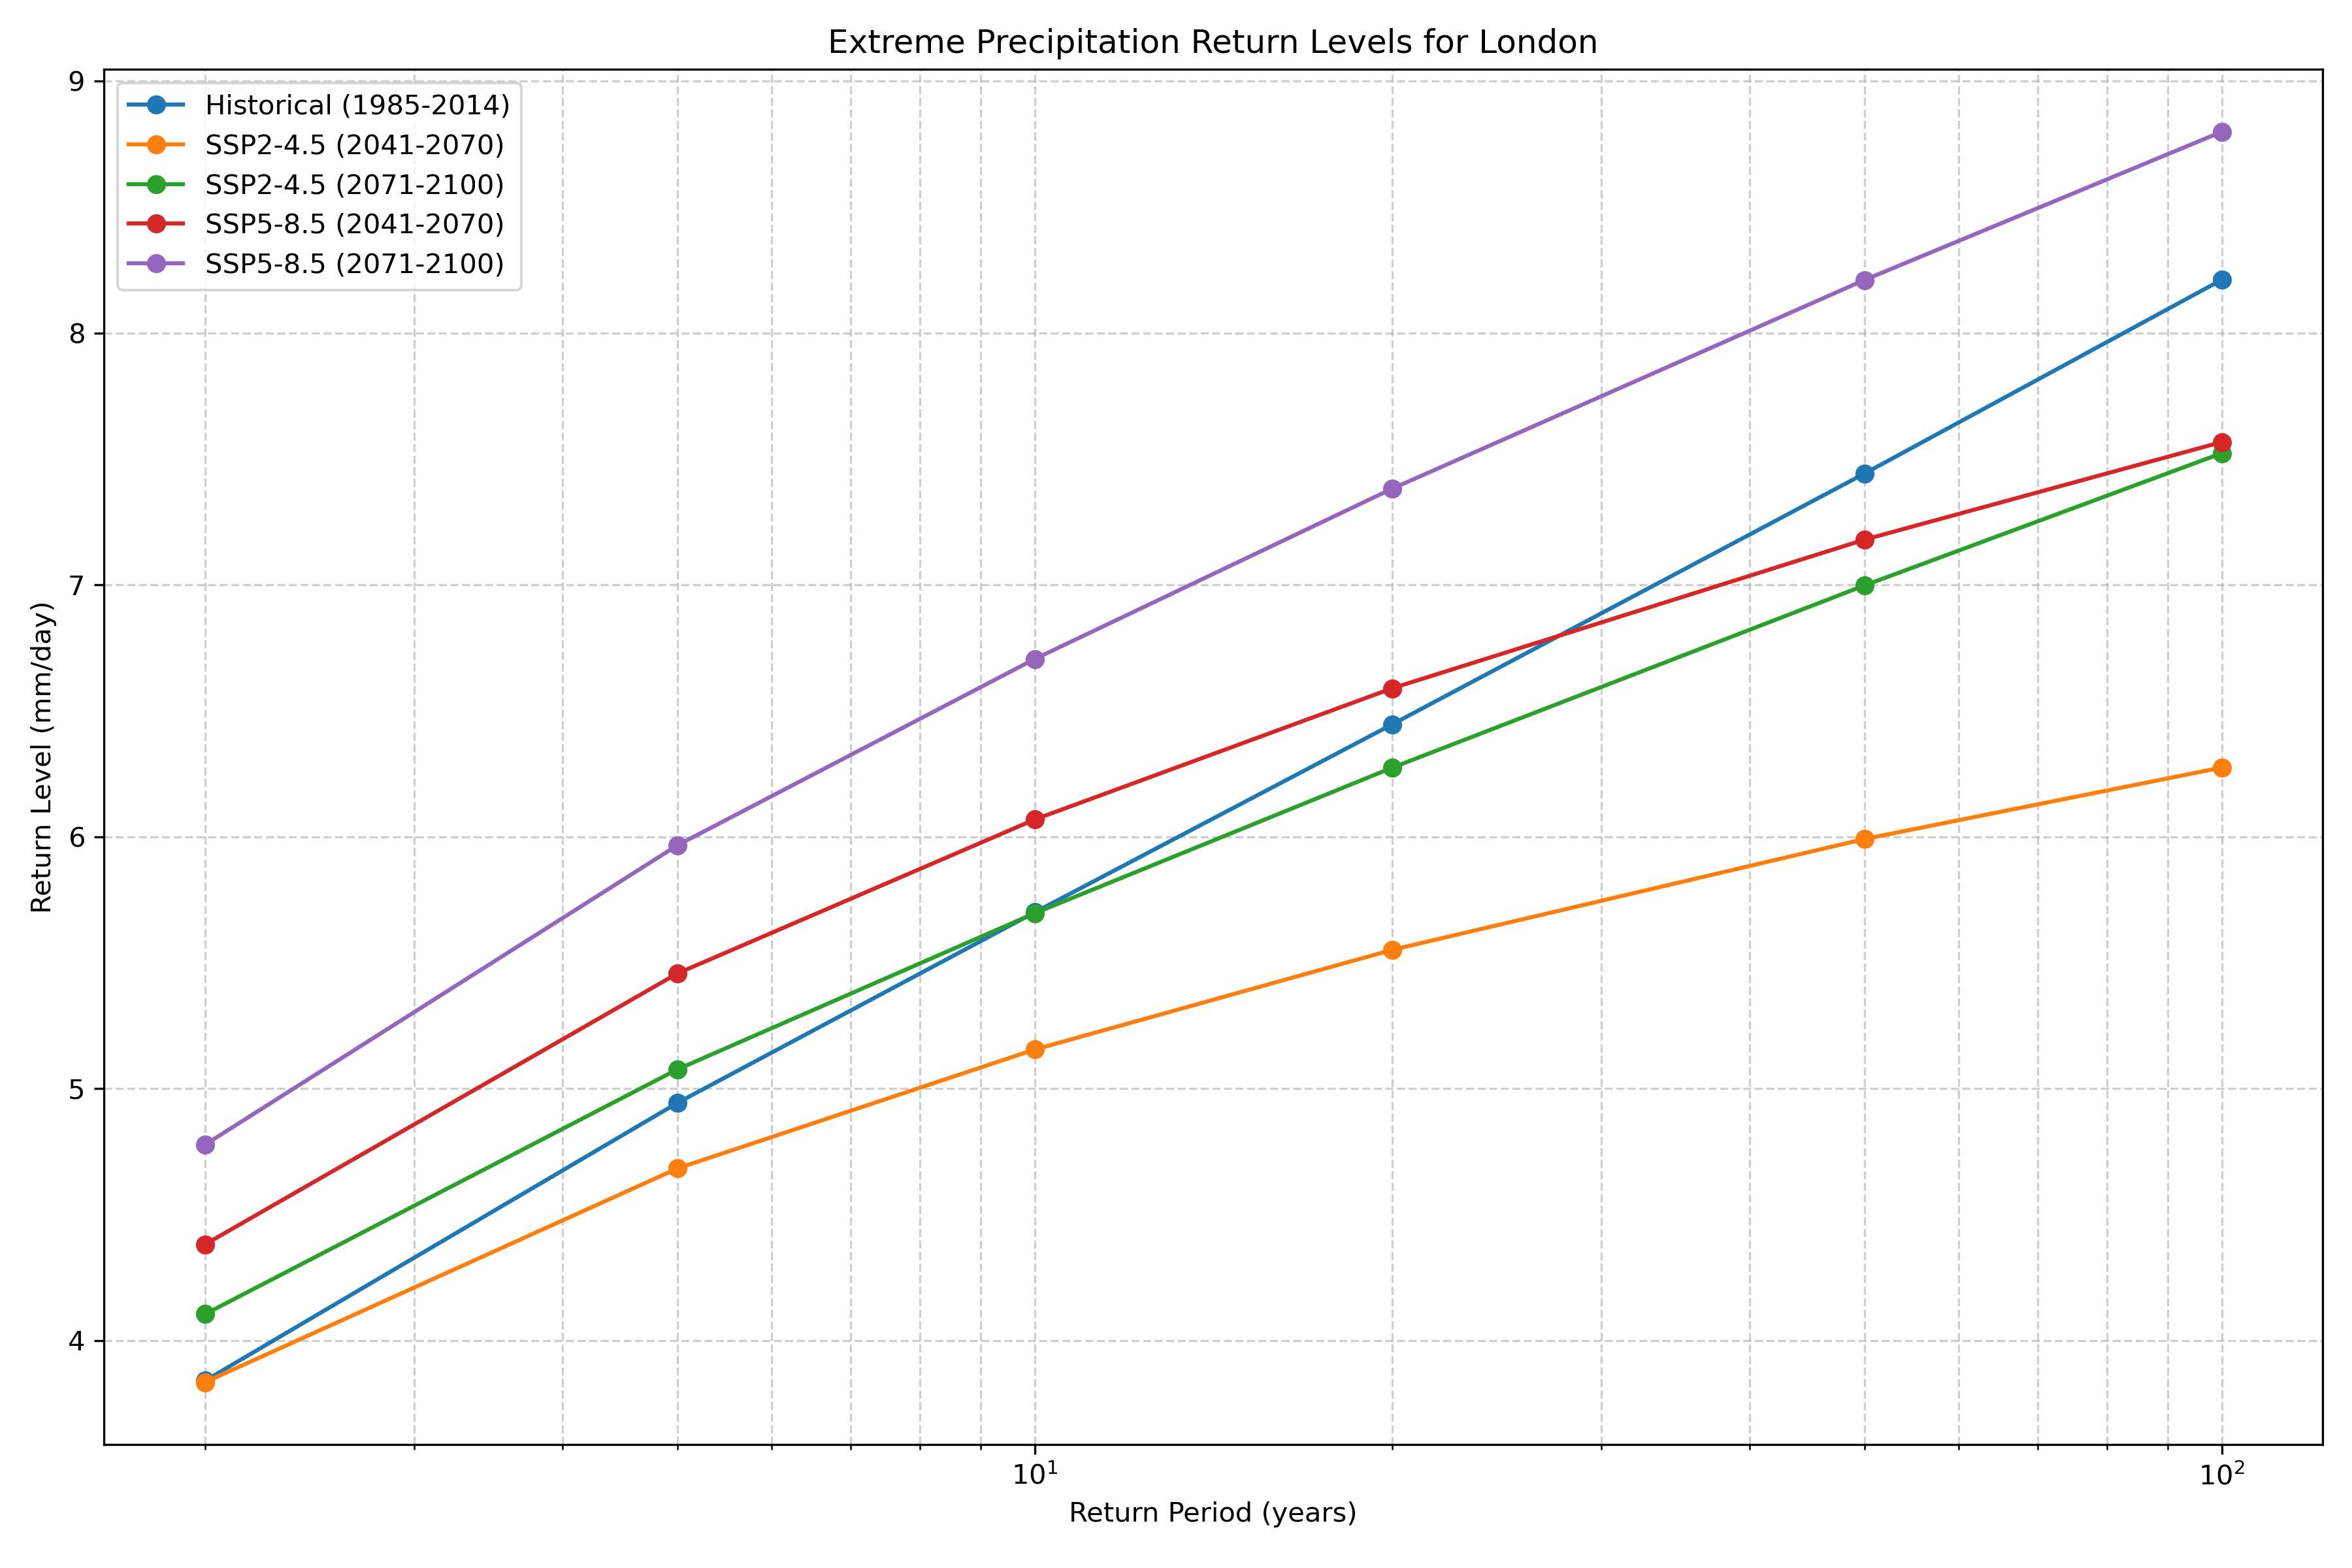 Extreme Precipitation Return Levels for London
Historical (1985-2014)
SSP2-4.5 (2041-2070)
SSP2-4.5 (2071-2100)
SSP5-8.5 (2041-2070)
SSP5-8.5 (2071-2100)
Return Level (mm/day)
9
8
7
6
5
4
10¹ 10²
Return Period (years)